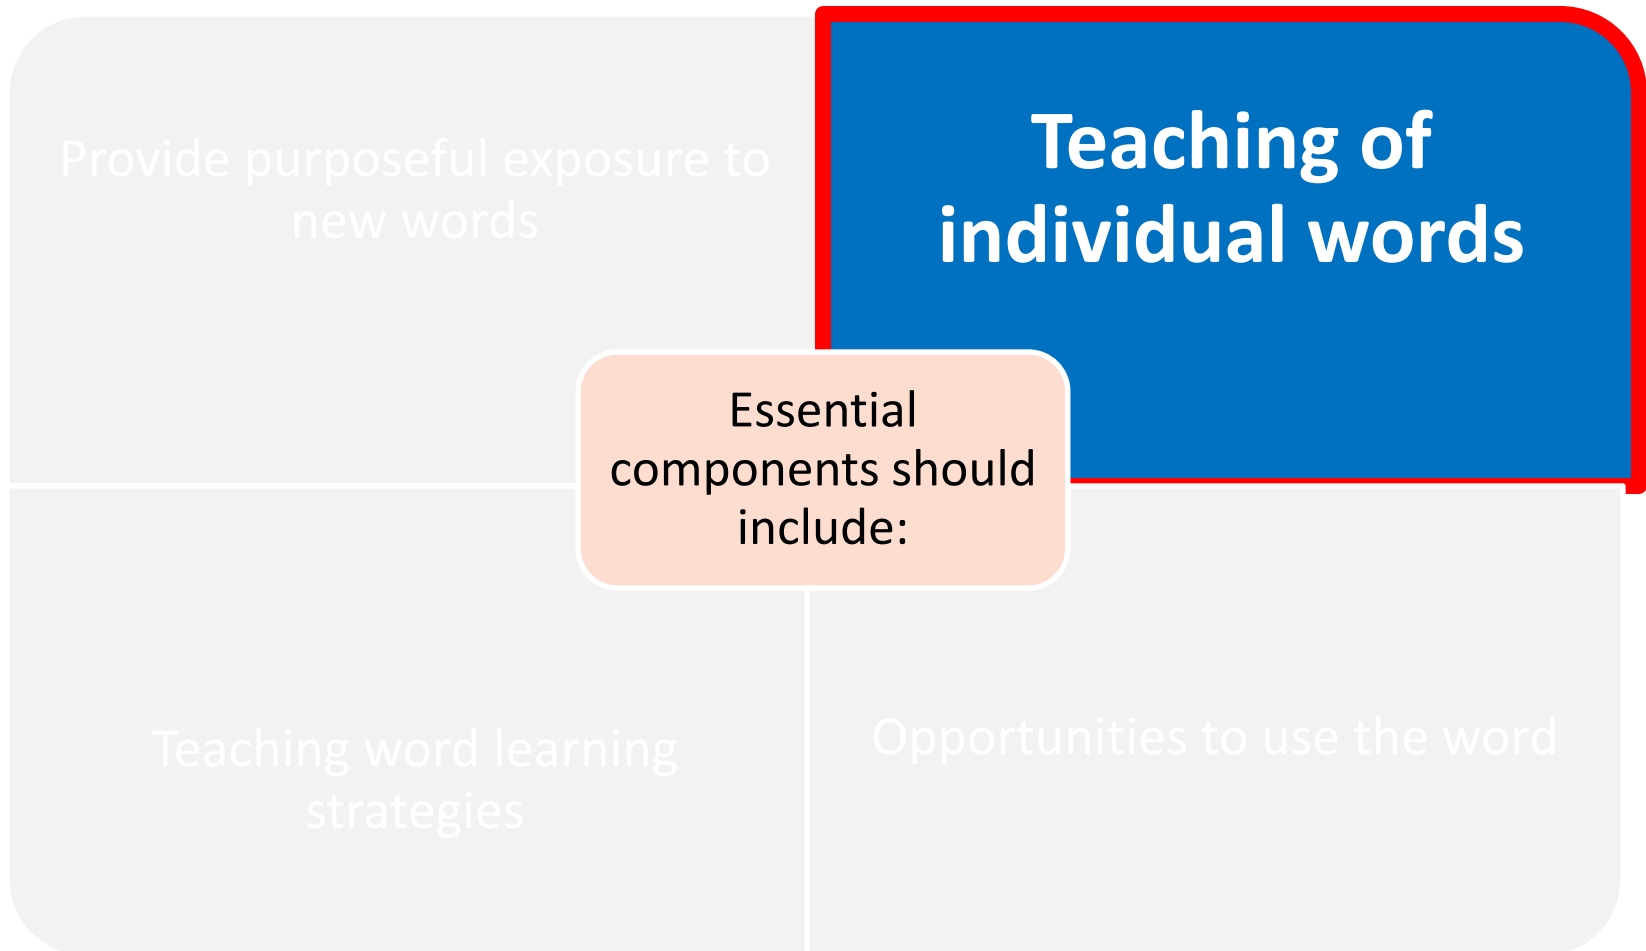 Provide purposeful exposure to
new words
Teaching of
individual words
Essential
components should
include:
Teaching word learning
strategies
Opportunities to use the word